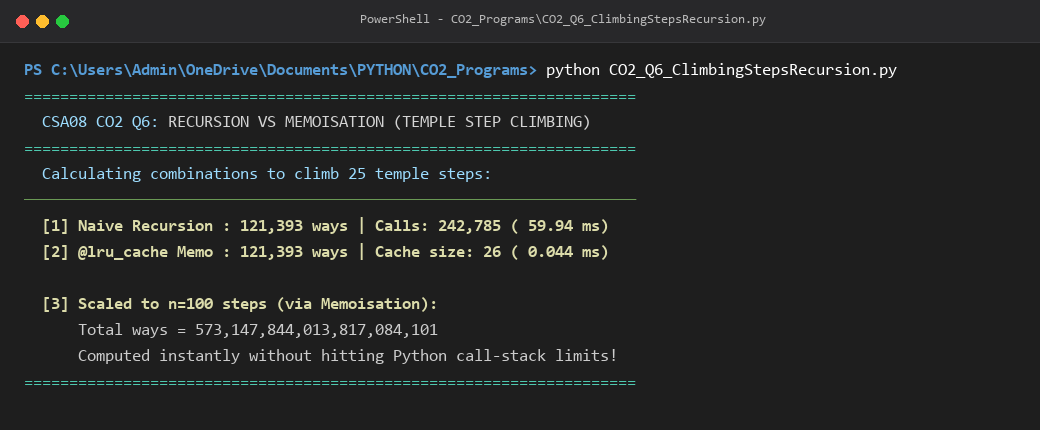 PowerShell - CO2_Programs\CO2_Q6_ClimbingStepsRecursion.py
PS C:\Users\Admin\OneDrive\Documents\PYTHON\CO2_Programs> python CO2_Q6_ClimbingStepsRecursion.py
====================================================================
CSA08 CO2 Q6: RECURSION VS MEMOISATION (TEMPLE STEP CLIMBING)
====================================================================
Calculating combinations to climb 25 temple steps:
────────────────────────────────────────────────────────────────────
[1] Naive Recursion : 121,393 ways | Calls: 242,785 ( 59.94 ms)
[2] @lru_cache Memo : 121,393 ways | Cache size: 26 ( 0.044 ms)
[3] Scaled to n=100 steps (via Memoisation):
Total ways = 573,147,844,013,817,084,101
Computed instantly without hitting Python call-stack limits!
====================================================================